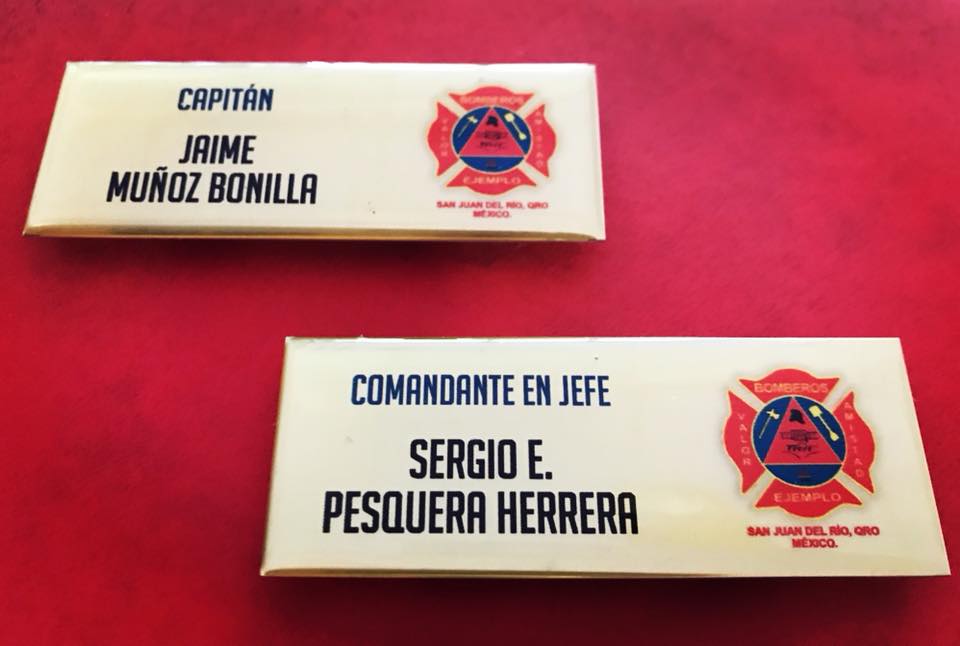 CAPITÁN
JAIME
MUÑOZ BONILLA
BOMBEROS
VALOR
AMISTAD
EJEMPLO
SAN JUAN DEL RÍO, QRO
MÉXICO.
COMANDANTE EN JEFE
SERGIO E.
PESQUERA HERRERA
BOMBEROS
VALOR
AMISTAD
EJEMPLO
SAN JUAN DEL RÍO, QRO
MÉXICO.